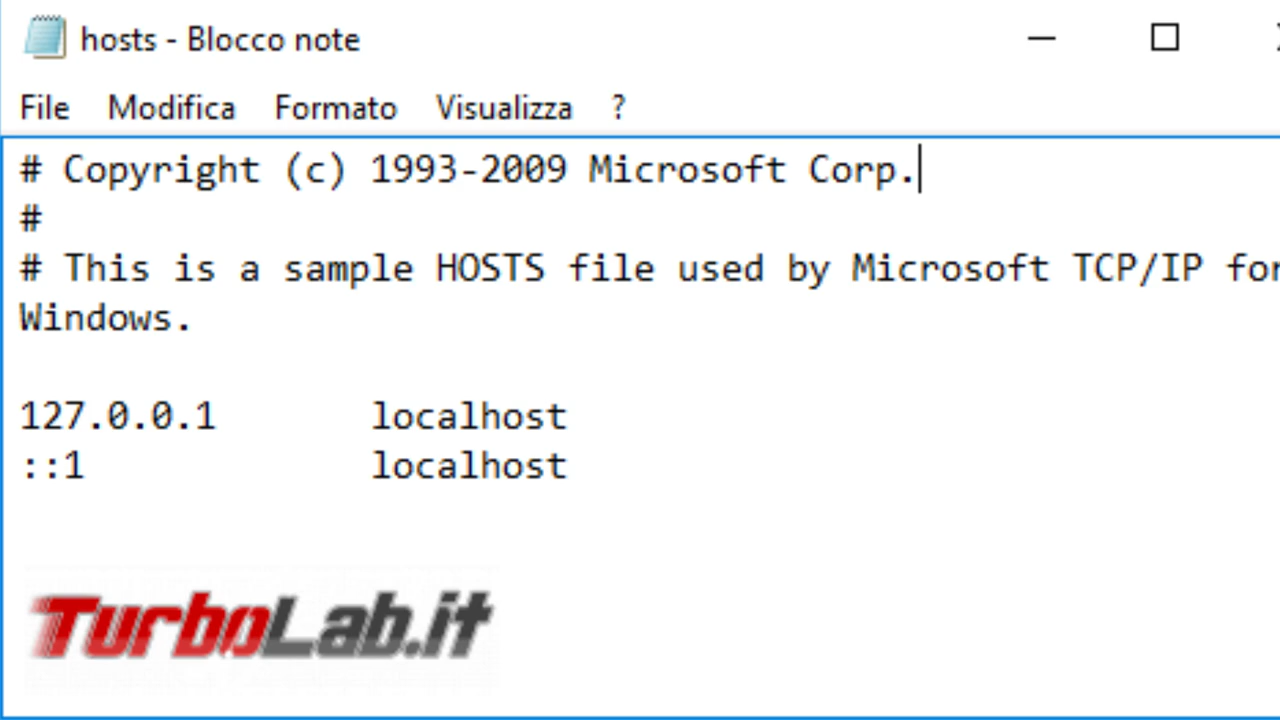 hosts - Blocco note
File Modifica Formato Visualizza ?
# Copyright (c) 1993-2009 Microsoft Corp.
#
# This is a sample HOSTS file used by Microsoft TCP/IP for
Windows.
127.0.0.1 localhost
::1 localhost
TurboLab.it